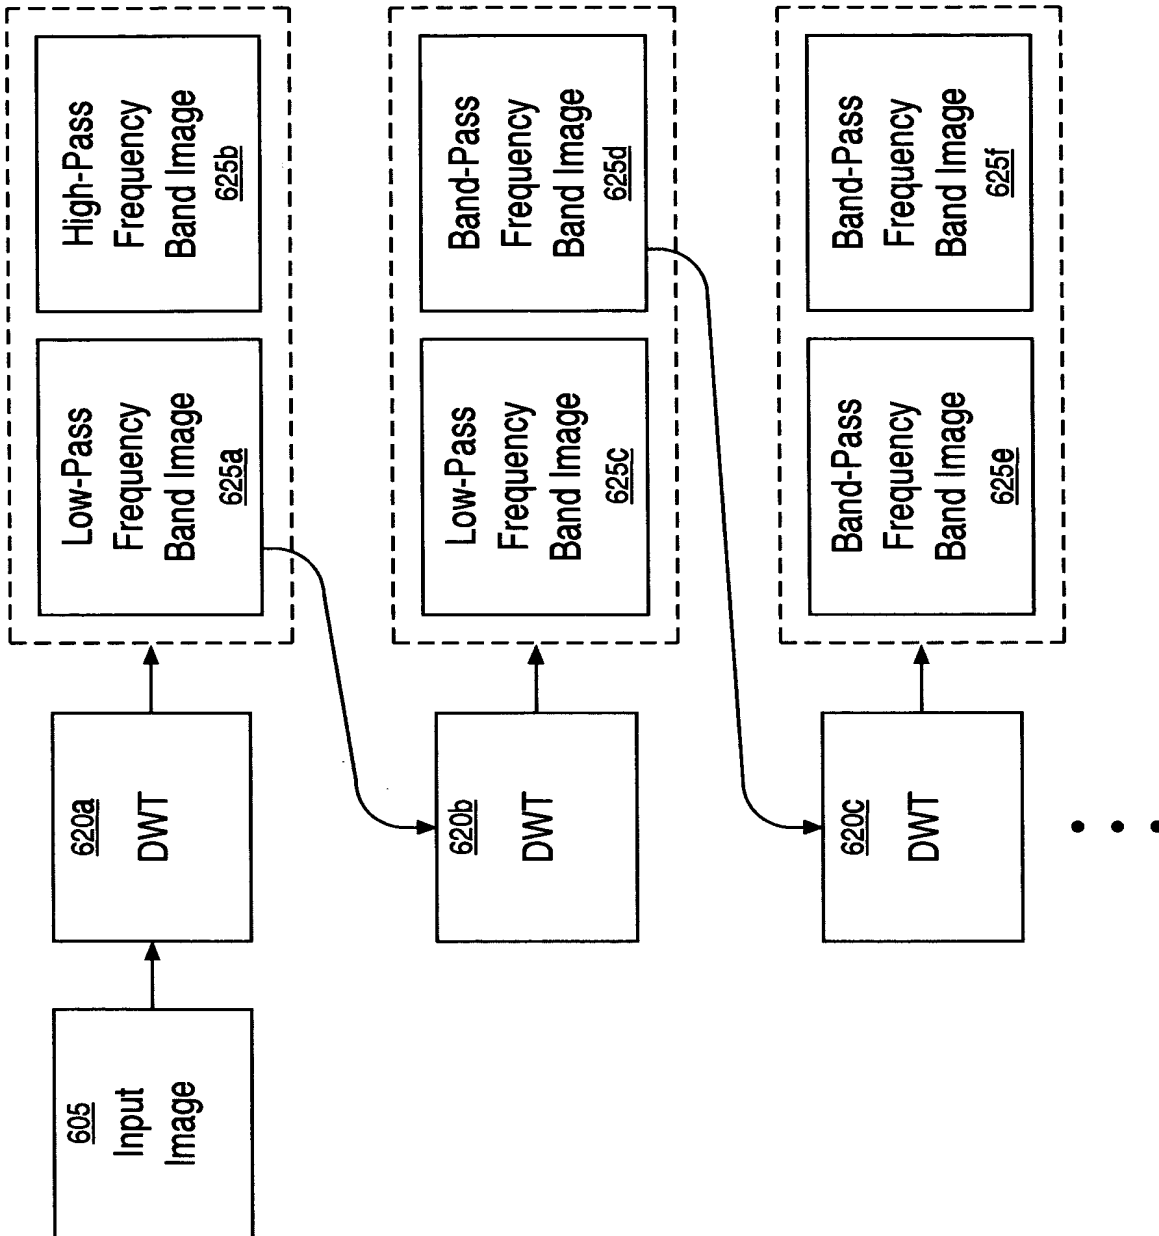 605
Input
Image
620a
DWT
Low-Pass
Frequency
Band Image
625a
High-Pass
Frequency
Band Image
625b
620b
DWT
Low-Pass
Frequency
Band Image
625c
Band-Pass
Frequency
Band Image
625d
620c
DWT
Band-Pass
Frequency
Band Image
625e
Band-Pass
Frequency
Band Image
625f